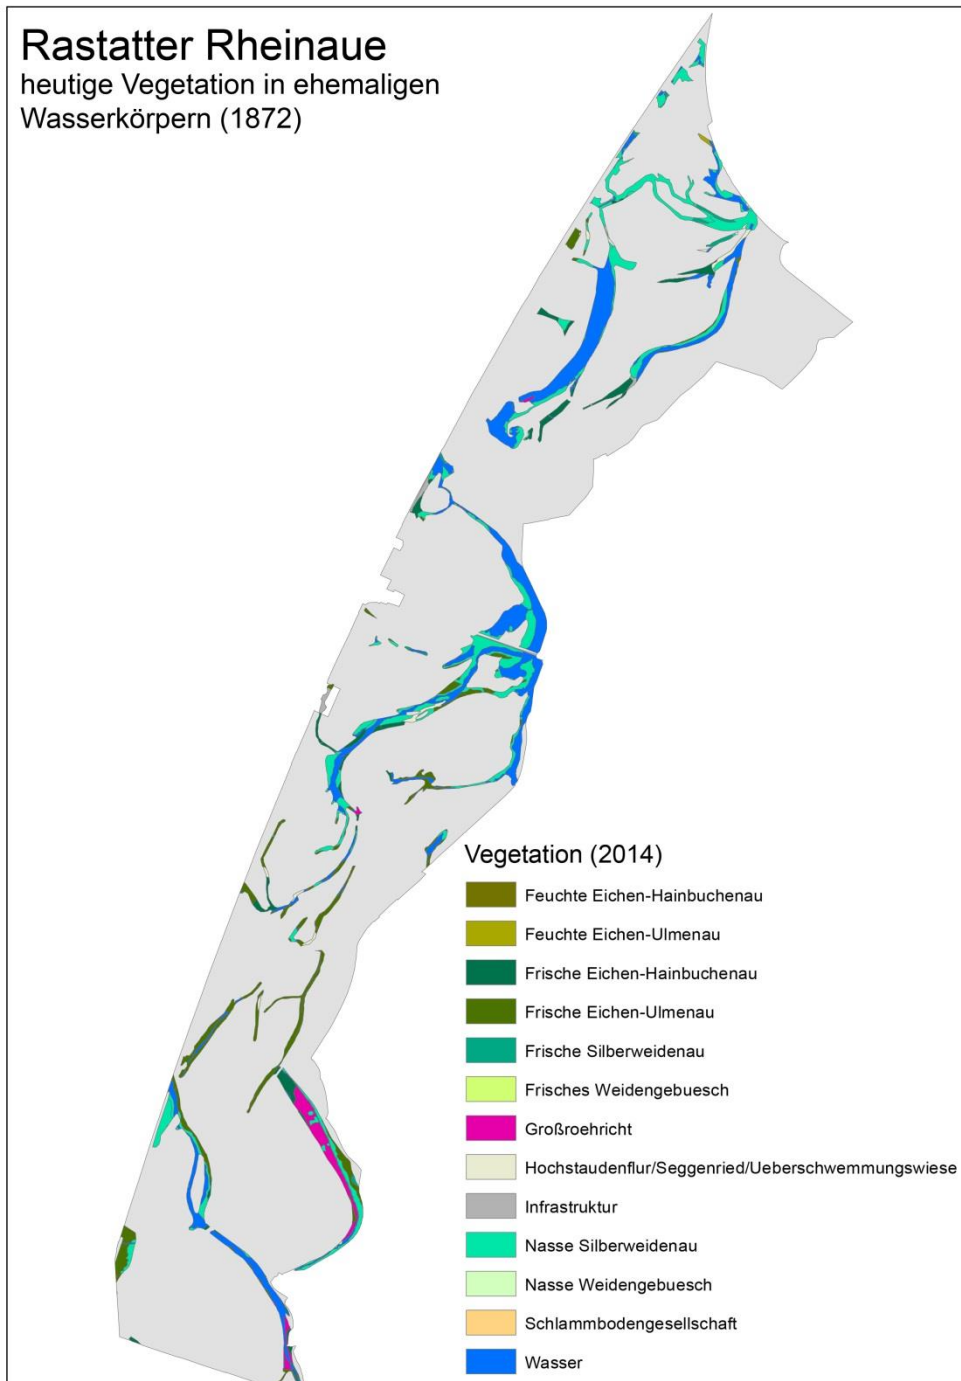 Rastatter Rheinaue
heutige Vegetation in ehemaligen
Wasserkörpern (1872)
Vegetation (2014)
Feuchte Eichen-Hainbuchenau
Feuchte Eichen-Ulmenau
Frische Eichen-Hainbuchenau
Frische Eichen-Ulmenau
Frische Silberweidenau
Frisches Weidengebuesch
Großroehricht
Hochstaudenflur/Seggenried/Ueberschwemmungswiese
Infrastruktur
Nasse Silberweidenau
Nasse Weidengebuesch
Schlammbodengesellschaft
Wasser